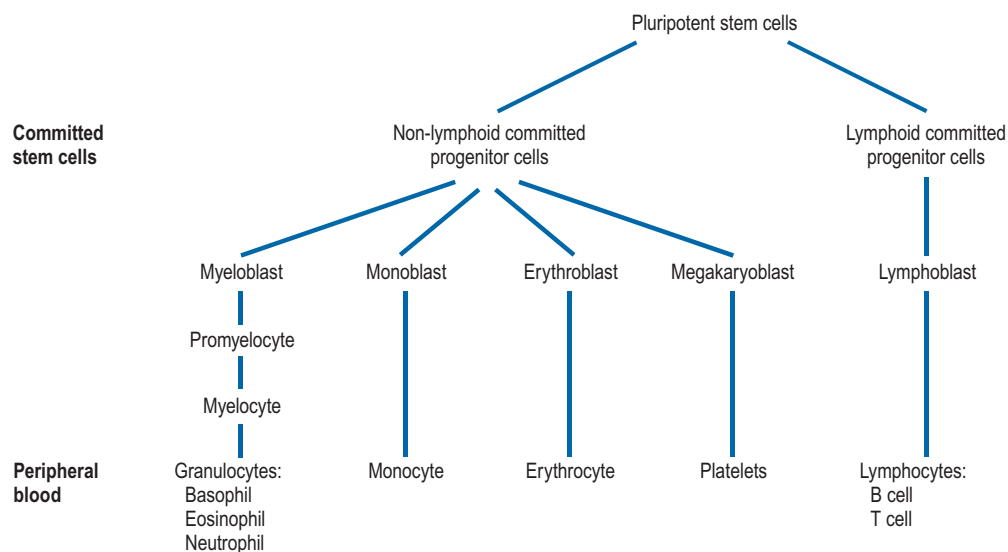 Pluripotent stem cells
Committed
stem cells
Non-lymphoid committed
progenitor cells
Lymphoid committed
progenitor cells
Myeloblast
Monoblast
Erythroblast
Megakaryoblast
Lymphoblast
Promyelocyte
Myelocyte
Peripheral
blood
Granulocytes:
Basophil
Eosinophil
Neutrophil
Monocyte
Erythrocyte
Platelets
Lymphocytes:
B cell
T cell